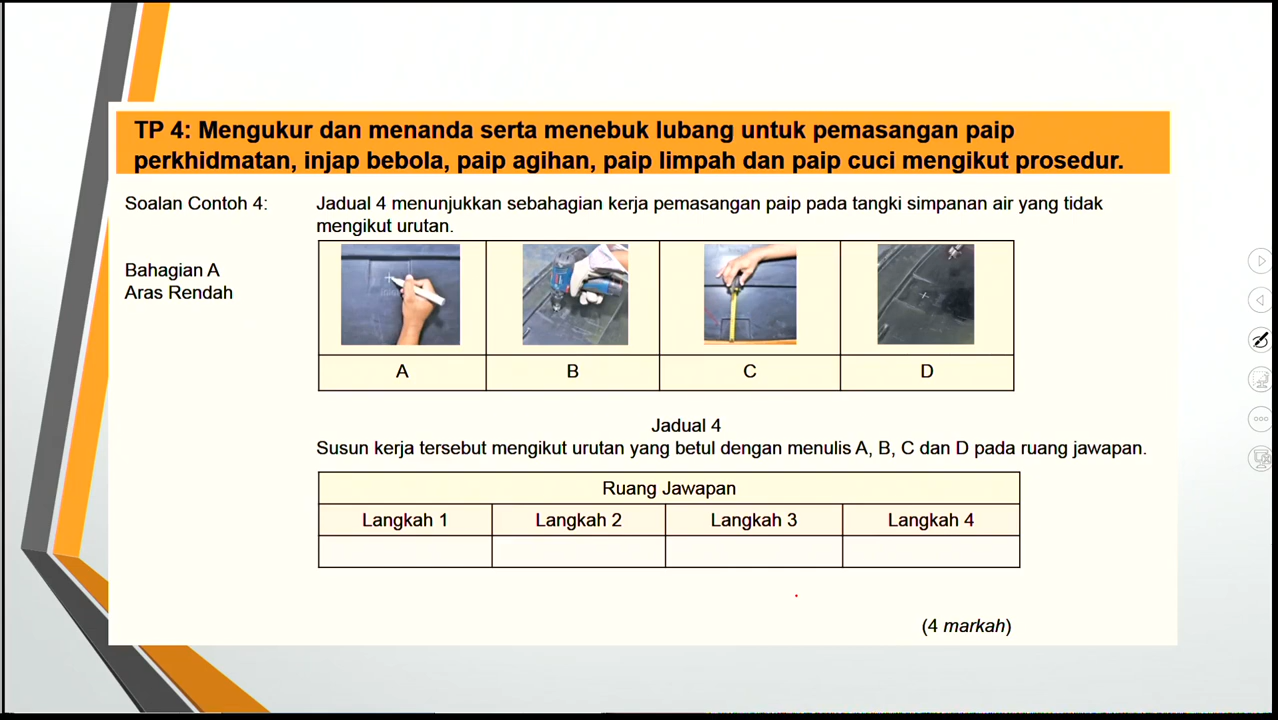 TP 4: Mengukur dan menanda serta menebuk lubang untuk pemasangan paip
perkhidmatan, injap bebola, paip agihan, paip limpah dan paip cuci mengikut prosedur.
Soalan Contoh 4:
Jadual 4 menunjukkan sebahagian kerja pemasangan paip pada tangki simpanan air yang tidak
mengikut urutan.
Bahagian A
Aras Rendah
A B C D
Jadual 4
Susun kerja tersebut mengikut urutan yang betul dengan menulis A, B, C dan D pada ruang jawapan.
Ruang Jawapan
Langkah 1 Langkah 2 Langkah 3 Langkah 4
(4 markah)